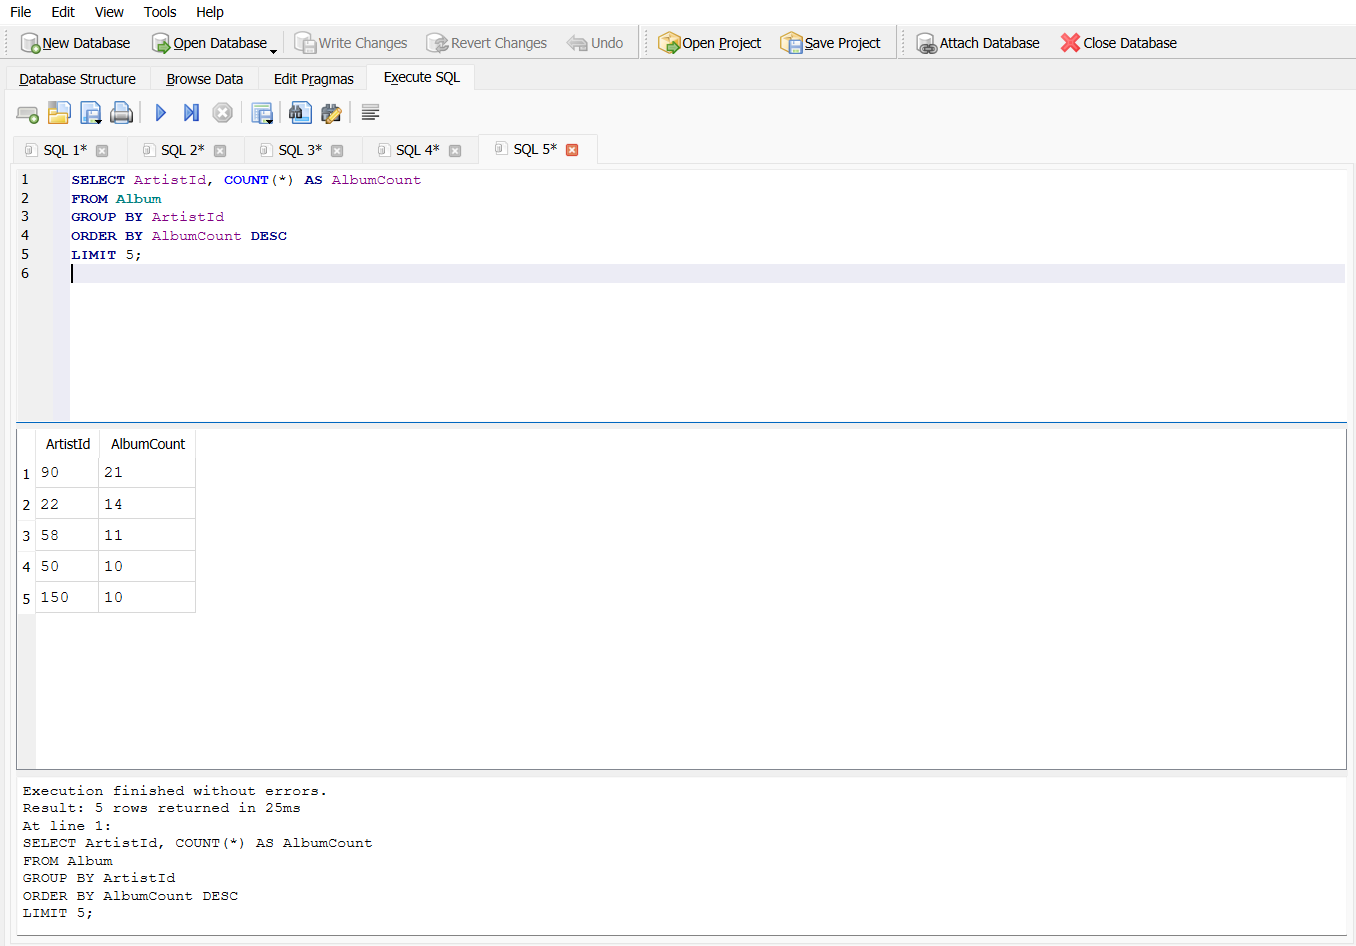 File Edit View Tools Help
New Database Open Database Write Changes Revert Changes Undo Open Project Save Project Attach Database Close Database
Database Structure Browse Data Edit Pragmas Execute SQL
SQL 1* SQL 2* SQL 3* SQL 4* SQL 5*
1 SELECT ArtistId, COUNT(*) AS AlbumCount
2 FROM Album
3 GROUP BY ArtistId
4 ORDER BY AlbumCount DESC
5 LIMIT 5;
6
ArtistId AlbumCount
1 90 21
2 22 14
3 58 11
4 50 10
5 150 10
Execution finished without errors.
Result: 5 rows returned in 25ms
At line 1:
SELECT ArtistId, COUNT(*) AS AlbumCount
FROM Album
GROUP BY ArtistId
ORDER BY AlbumCount DESC
LIMIT 5;